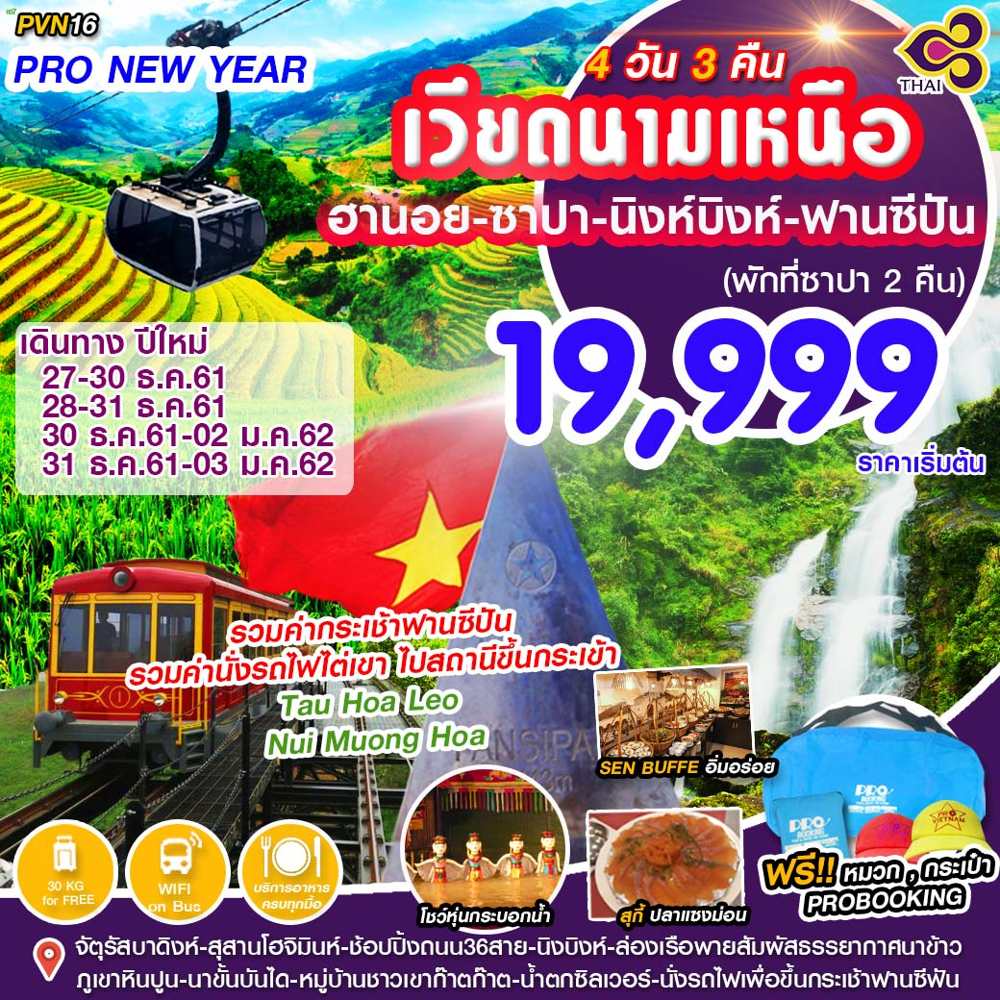 PVN16
PRO NEW YEAR
THAI
4 วัน 3 คืน
เวียดนามเหนือ
ฮานอย-ซาปา-นิงห์บิงห์-ฟานซีปัน
(พักที่ซาปา 2 คืน)
19,999
ราคาเริ่มต้น
เดินทาง ปีใหม่
27-30 ธ.ค.61
28-31 ธ.ค.61
30 ธ.ค.61-02 ม.ค.62
31 ธ.ค.61-03 ม.ค.62
รวมค่ากระเช้าฟานซีปัน
รวมค่านั่งรถไฟไต่เขา ไปสถานีขึ้นกระเช้า
Tau Hoa Leo
Nui Muong Hoa
SEN BUFFE อิ่มอร่อย
PRO
BOOKING
PRO
BOOKING
PRO
VIETNAM
ฟรี!! หมวก , กระเป๋า
PROBOOKING
30 KG
for FREE
WIFI
on Bus
บริการอาหาร
ครบทุกมื้อ
โชว์หุ่นกระบอกน้ำ
สุกี้ ปลาแซงม่อน
จัตุรัสบาดิงห์-สุสานโฮจิมินห์-ช้อปปิ้งถนน36สาย-นิงบิงห์-ล่องเรือพายสัมผัสธรรยากาศนาข้าว
ภูเขาหินปูน-นาขั้นบันได-หมู่บ้านชาวเขาก๊าตก๊าต-น้ำตกซิลเวอร์-นั่งรถไฟเพื่อขึ้นกระเช้าฟานซีฟัน